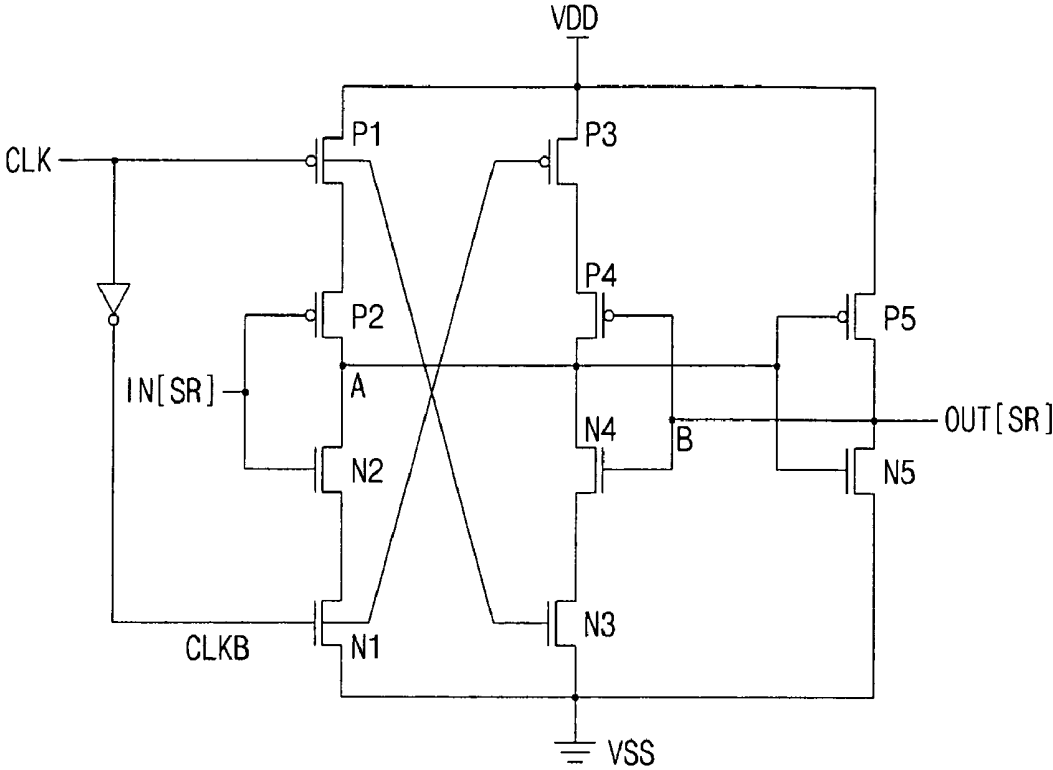 VDD
P1
P3
CLK
P4
P2
P5
IN[SR]
A
N4
B
OUT[SR]
N2
N5
N3
CLKB
N1
VSS